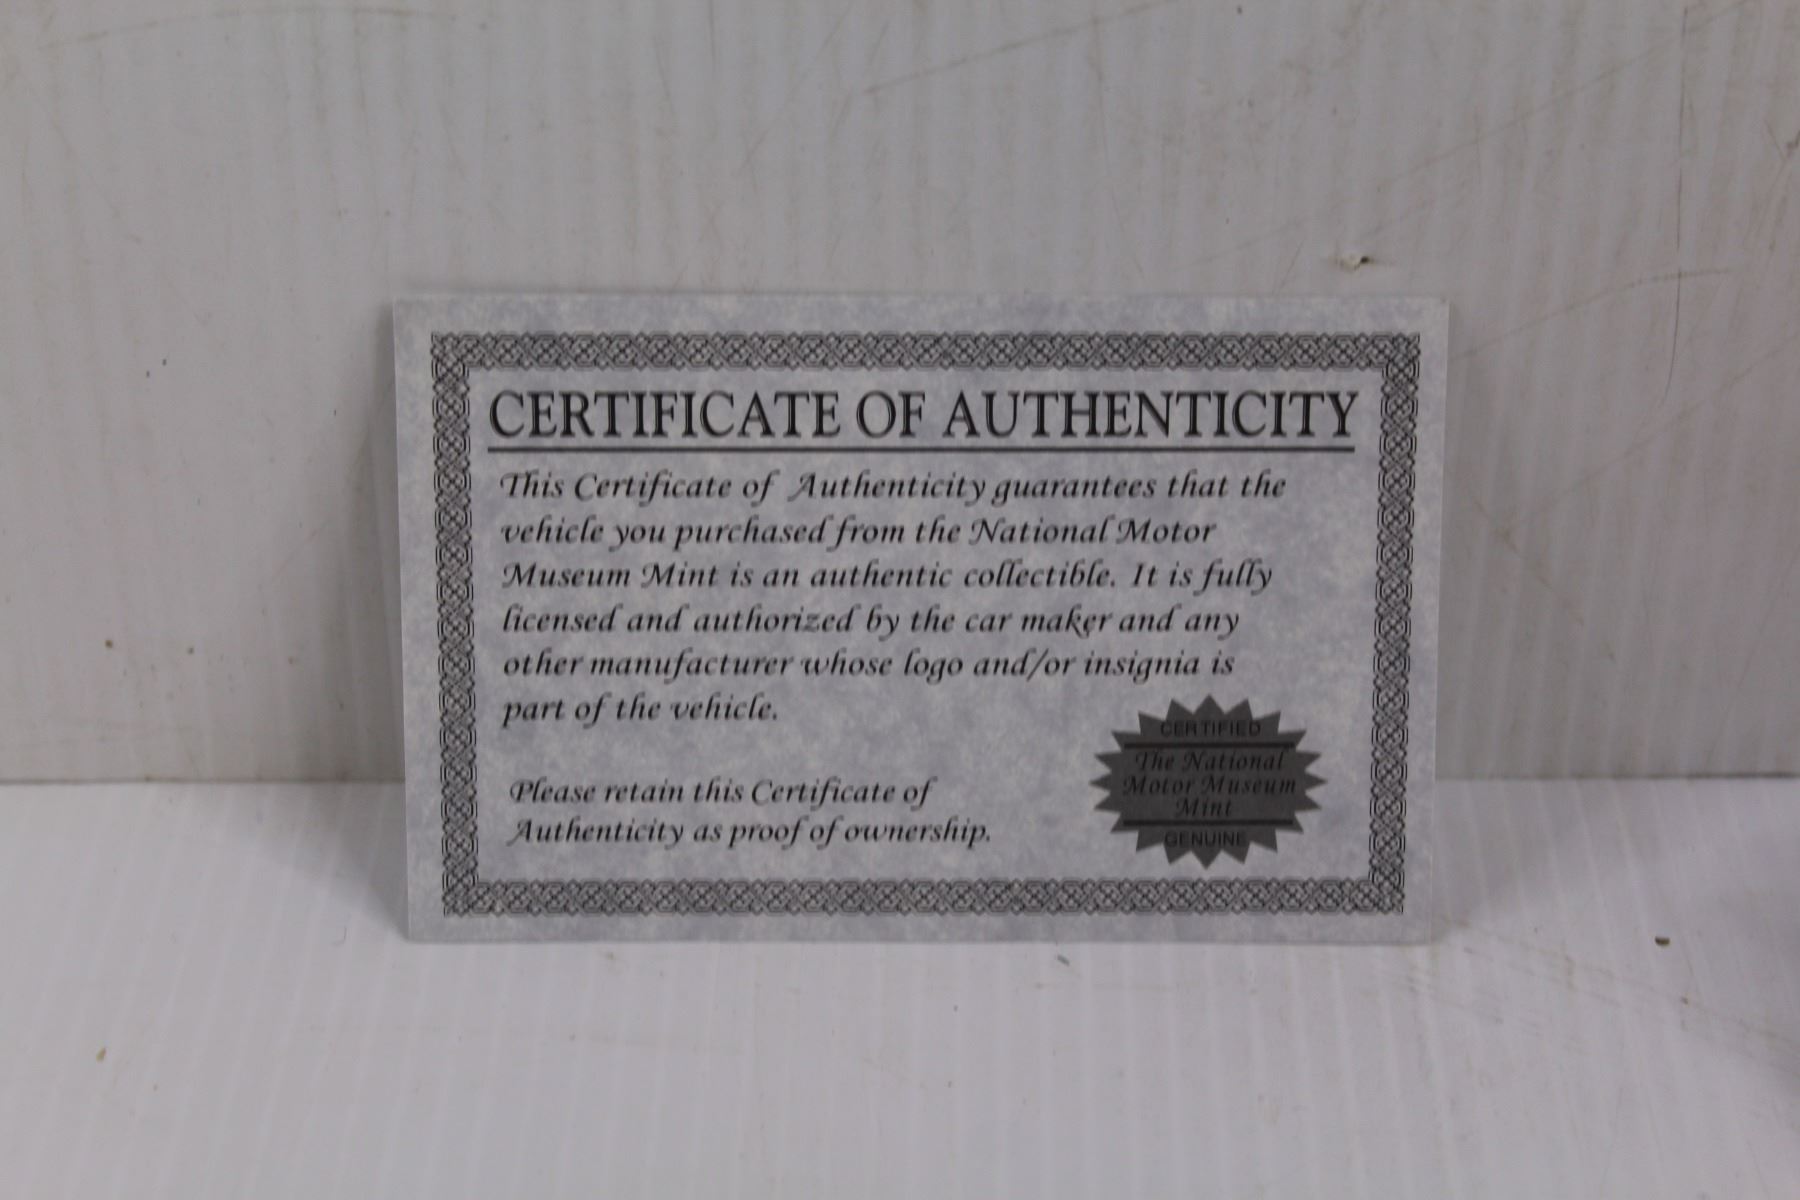 CERTIFICATE OF AUTHENTICITY
This Certificate of Authenticity guarantees that the
vehicle you purchased from the National Motor
Museum Mint is an authentic collectible. It is fully
licensed and authorized by the car maker and any
other manufacturer whose logo and/or insignia is
part of the vehicle.
Please retain this Certificate of
Authenticity as proof of ownership.
CERTIFIED
The National
Motor Museum
Mint
GENUINE